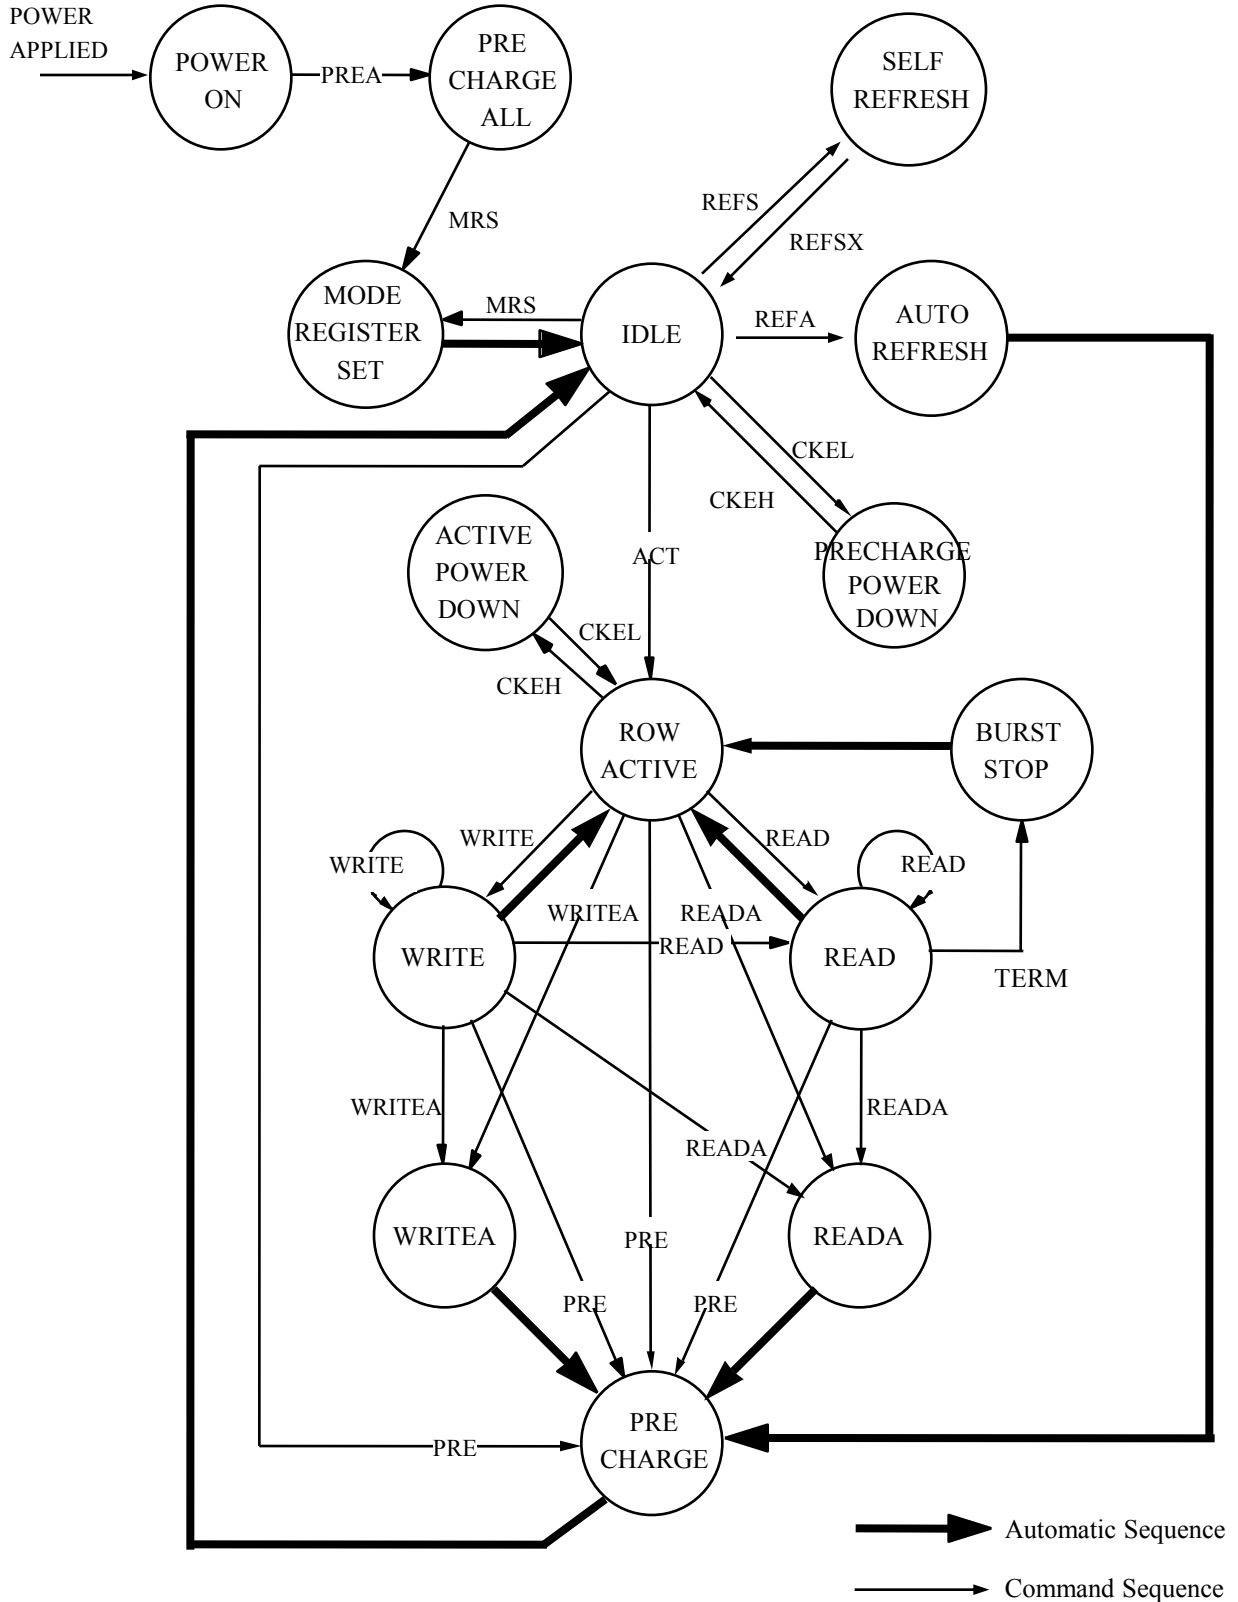 POWER
APPLIED
POWER
ON
PREA
PRE
CHARGE
ALL
SELF
REFRESH
MRS
REFS
REFSX
MODE
REGISTER
SET
MRS
IDLE
REFA
AUTO
REFRESH
CKEL
CKEH
ACT
ACTIVE
POWER
DOWN
PRECHARGE
POWER
DOWN
CKEL
CKEH
ROW
ACTIVE
BURST
STOP
WRITE
WRITE
READ
READ
WRITEA
READA
WRITE
READ
READ
TERM
WRITEA
READA
READA
WRITEA
READA
PRE
PRE
PRE
PRE
CHARGE
PRE
Automatic Sequence
Command Sequence